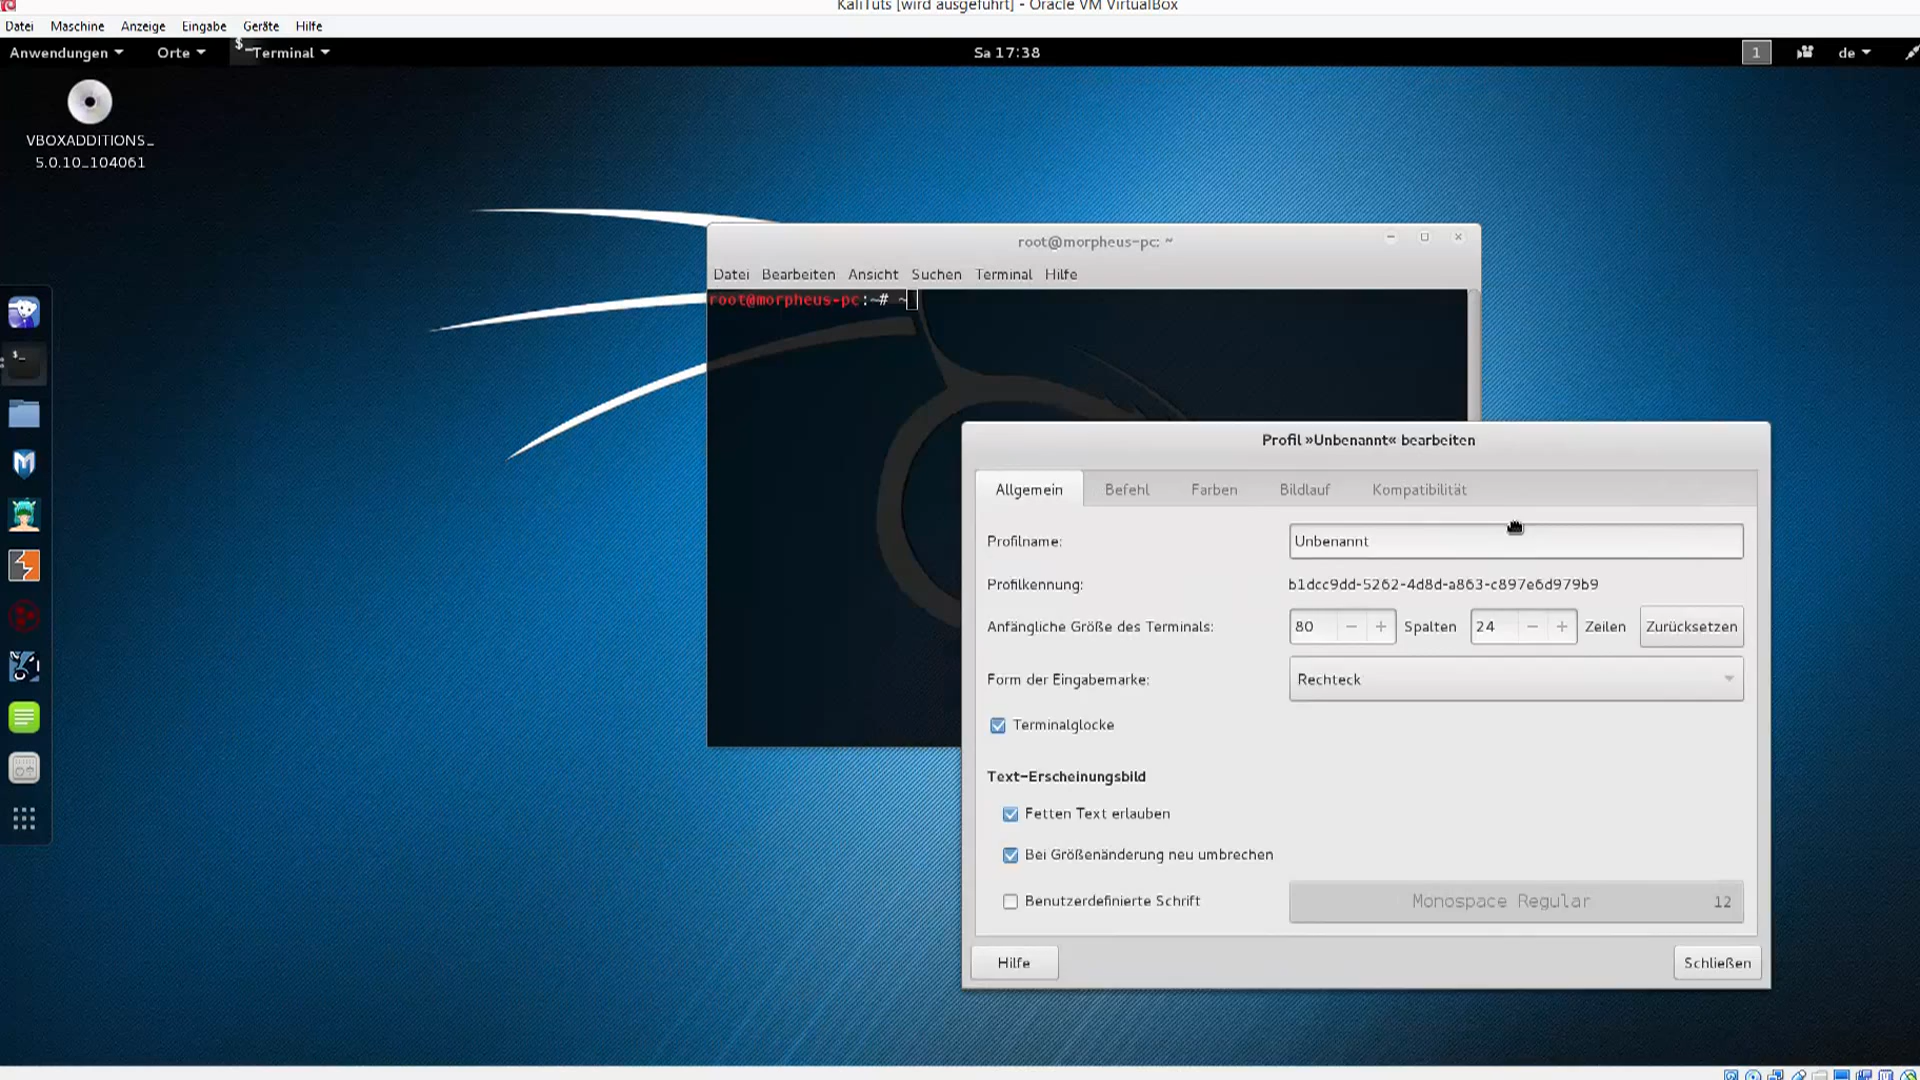 KaliTuts [wird ausgeführt] - Oracle VM VirtualBox
Datei Maschine Anzeige Eingabe Geräte Hilfe
Anwendungen Orte Terminal Sa 17:38 1 de
VBOXADDITIONS_
5.0.10_104061
root@morpheus-pc: ~
Datei Bearbeiten Ansicht Suchen Terminal Hilfe
root@morpheus-pc:~# ~
Profil »Unbenannt« bearbeiten
Allgemein Befehl Farben Bildlauf Kompatibilität
Profilname: Unbenannt
Profilkennung: b1dcc9dd-5262-4d8d-a863-c897e6d979b9
Anfängliche Größe des Terminals: 80 − + Spalten 24 − + Zeilen Zurücksetzen
Form der Eingabemarke: Rechteck
Terminalglocke
Text-Erscheinungsbild
Fetten Text erlauben
Bei Größenänderung neu umbrechen
Benutzerdefinierte Schrift Monospace Regular 12
Hilfe Schließen